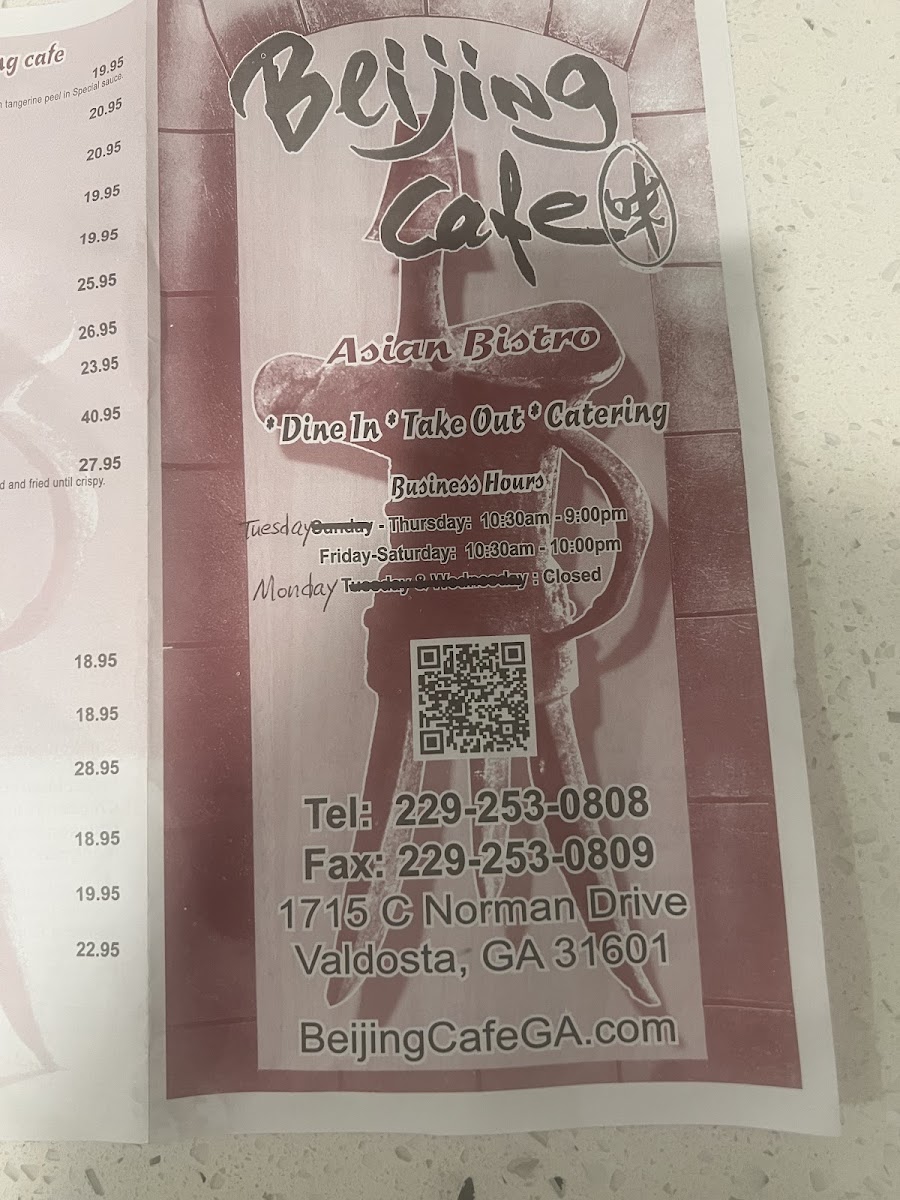 ng cafe
19.95
tangerine peel in Special sauce.
20.95
20.95
19.95
19.95
25.95
26.95
23.95
40.95
27.95
d and fried until crispy.
18.95
18.95
28.95
18.95
19.95
22.95
Beijing
Cafe 味
Asian Bistro
*Dine In * Take Out * Catering
Business Hours
Tuesday Sunday - Thursday: 10:30am - 9:00pm
Friday-Saturday: 10:30am - 10:00pm
Monday Tuesday & Wednesday : Closed
Tel: 229-253-0808
Fax: 229-253-0809
1715 C Norman Drive
Valdosta, GA 31601
BeijingCafeGA.com